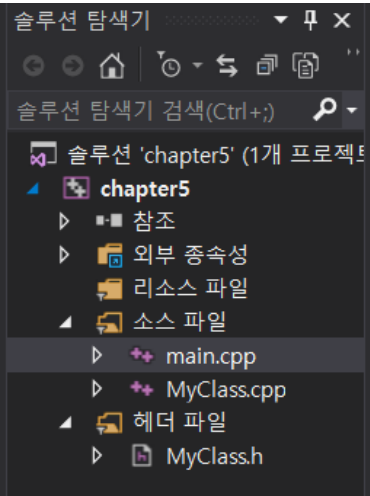 솔루션 탐색기
솔루션 탐색기 검색(Ctrl+;)
솔루션 'chapter5' (1개 프로젝트
chapter5
참조
외부 종속성
리소스 파일
소스 파일
main.cpp
MyClass.cpp
헤더 파일
MyClass.h